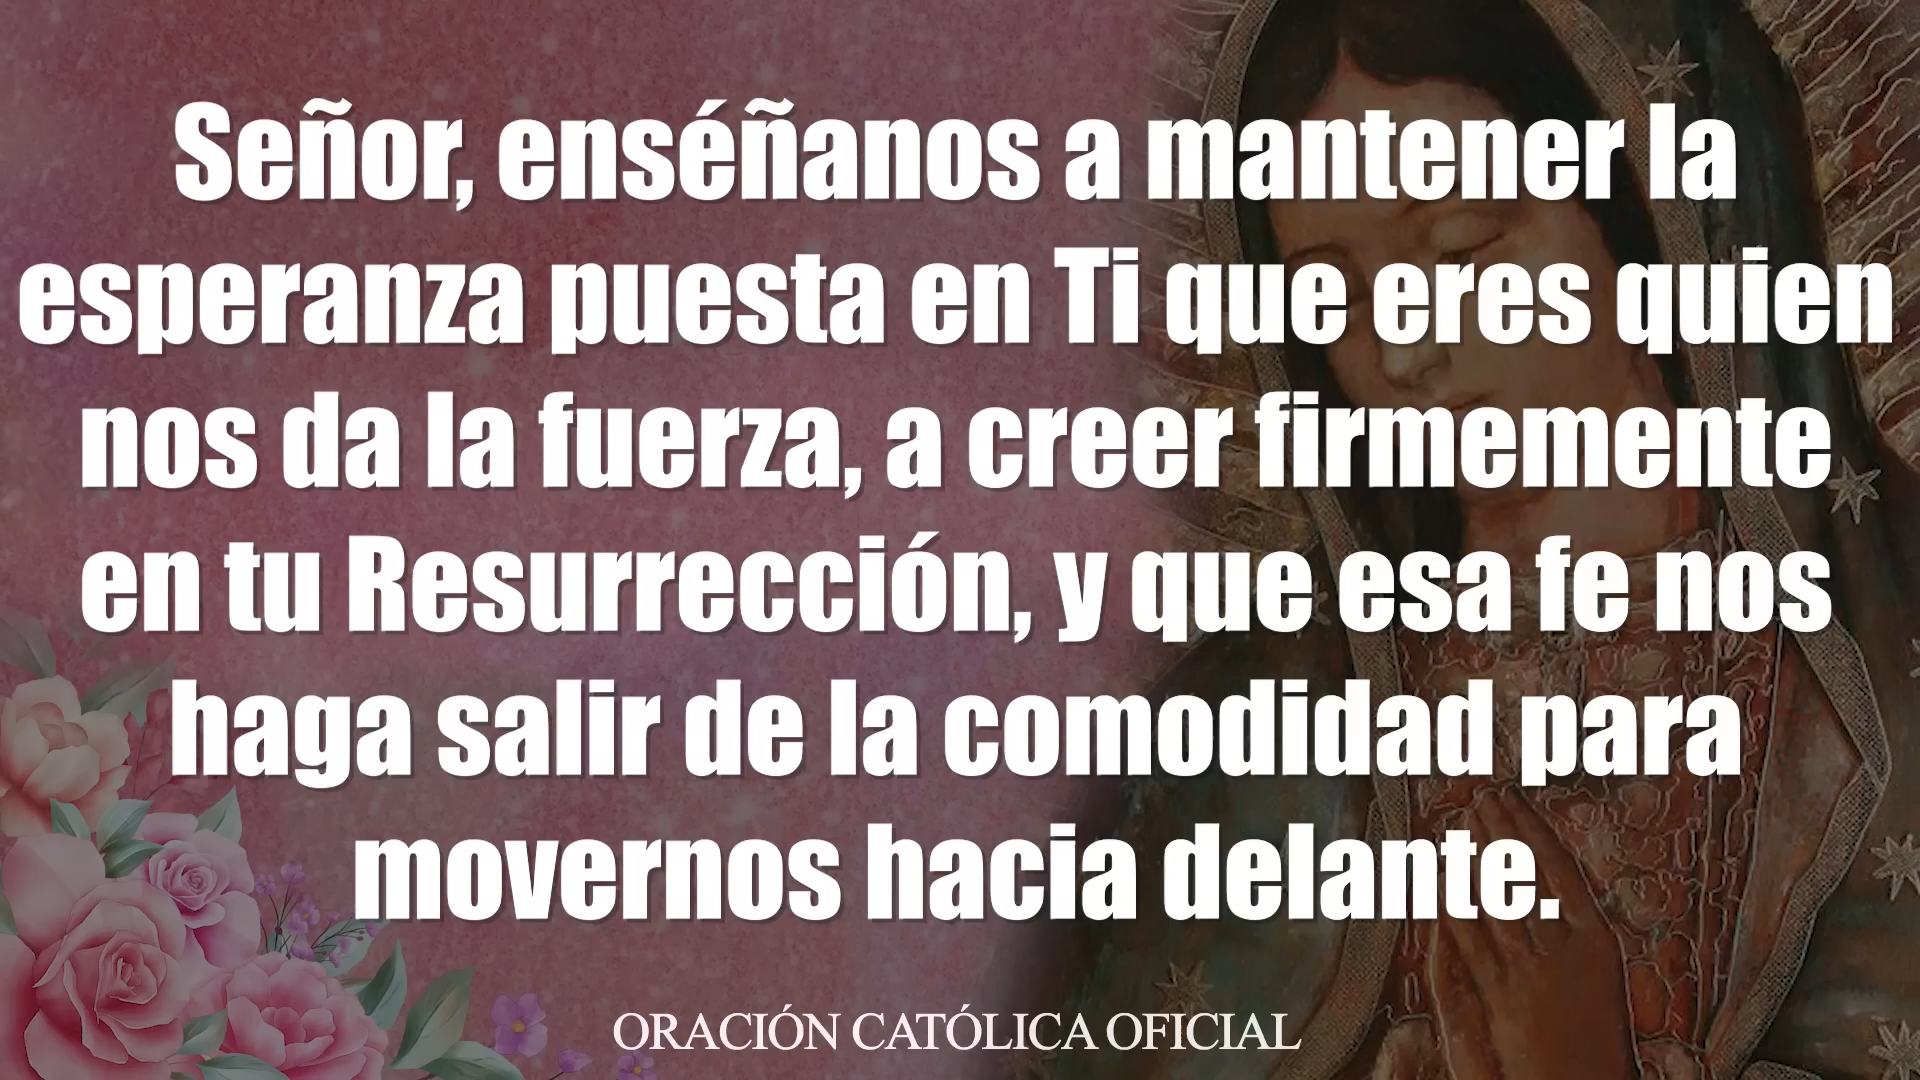 Señor, enséñanos a mantener la
esperanza puesta en Ti que eres quien
nos da la fuerza, a creer firmemente
en tu Resurrección, y que esa fe nos
haga salir de la comodidad para
movernos hacia delante.
ORACIÓN CATÓLICA OFICIAL